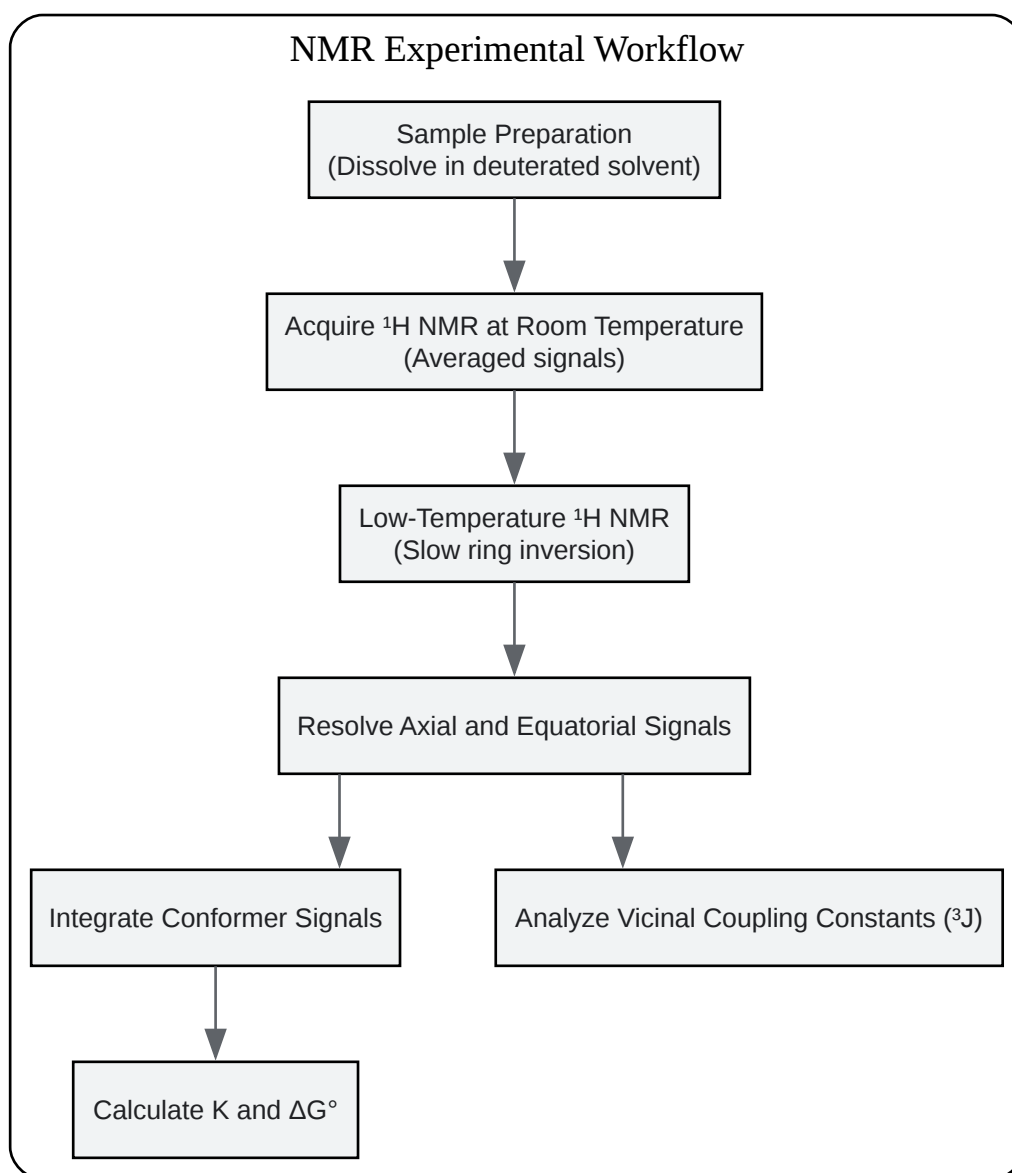 NMR Experimental Workflow
Sample Preparation
(Dissolve in deuterated solvent)
Acquire ¹H NMR at Room Temperature
(Averaged signals)
Low-Temperature ¹H NMR
(Slow ring inversion)
Resolve Axial and Equatorial Signals
Integrate Conformer Signals
Analyze Vicinal Coupling Constants (³J)
Calculate K and ΔG°